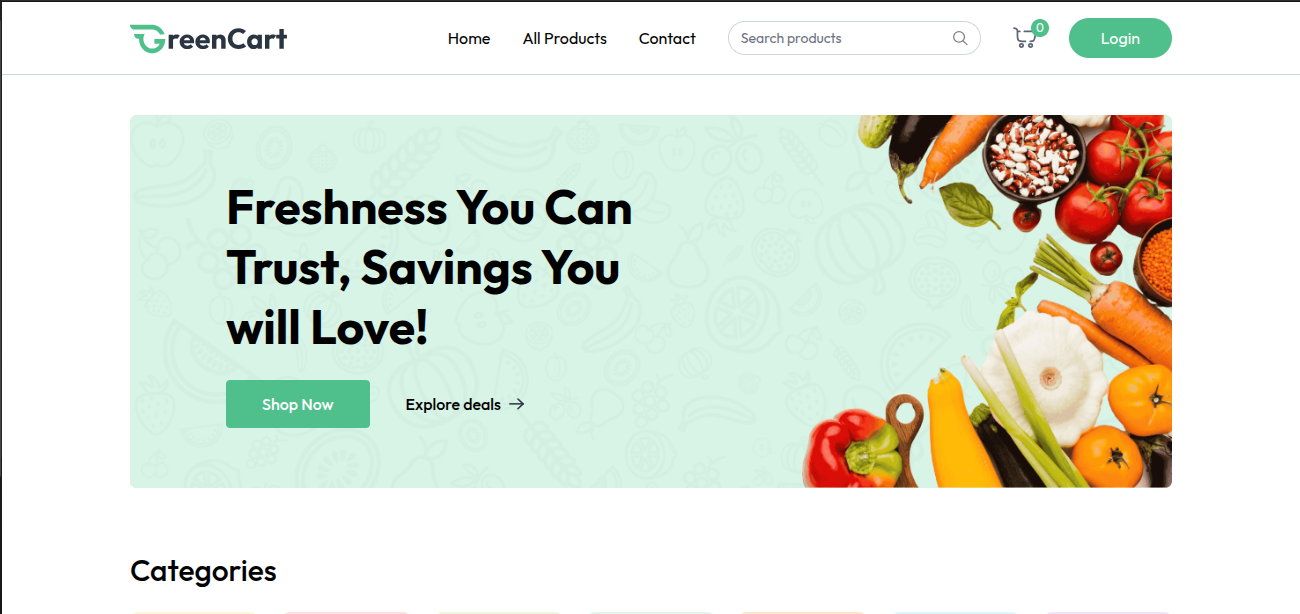 GreenCart
Home
All Products
Contact
Search products
0
Login
Freshness You Can
Trust, Savings You
will Love!
Shop Now
Explore deals
Categories